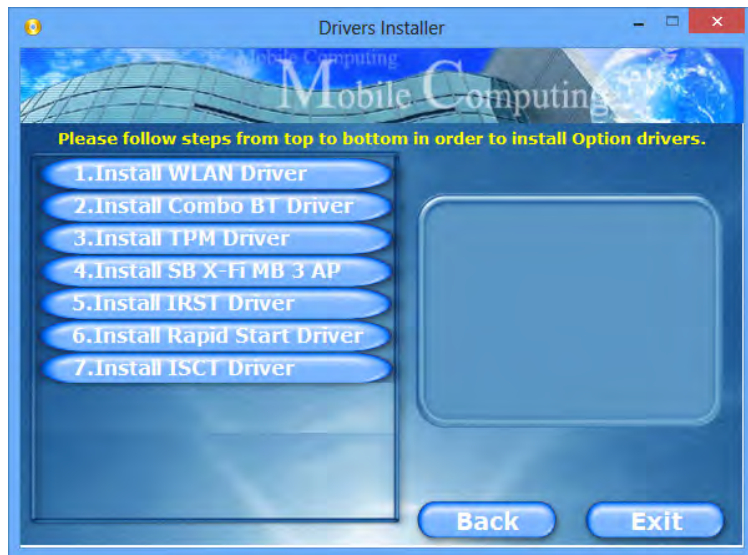 Drivers Installer
Mobile Computing
Mobile Computing
Please follow steps from top to bottom in order to install Option drivers.
1.Install WLAN Driver
2.Install Combo BT Driver
3.Install TPM Driver
4.Install SB X-Fi MB 3 AP
5.Install IRST Driver
6.Install Rapid Start Driver
7.Install ISCT Driver
Back
Exit